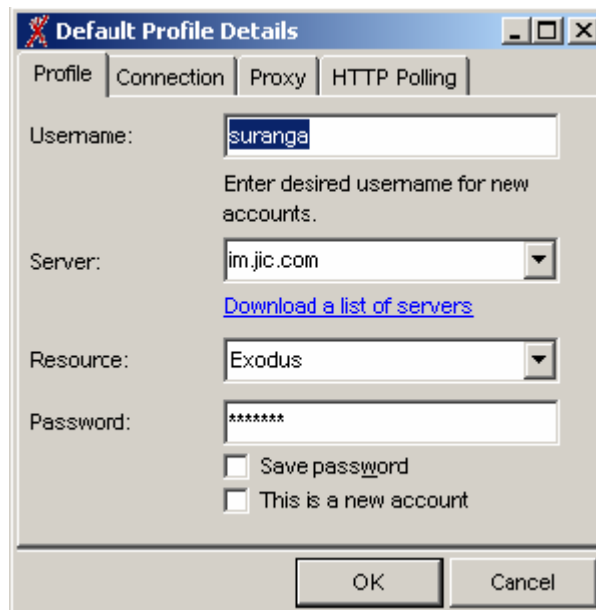 Default Profile Details
Profile Connection Proxy HTTP Polling
Username: suranga
Enter desired username for new
accounts.
Server: im.jic.com
Download a list of servers
Resource: Exodus
Password: *******
Save password
This is a new account
OK Cancel